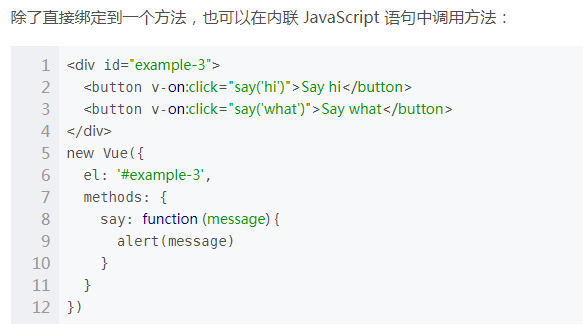 除了直接绑定到一个方法，也可以在内联 JavaScript 语句中调用方法：
1 <div id="example-3">
2   <button v-on:click="say('hi')">Say hi</button>
3   <button v-on:click="say('what')">Say what</button>
4 </div>
5 new Vue({
6   el: '#example-3',
7   methods: {
8     say: function (message) {
9       alert(message)
10     }
11   }
12 })